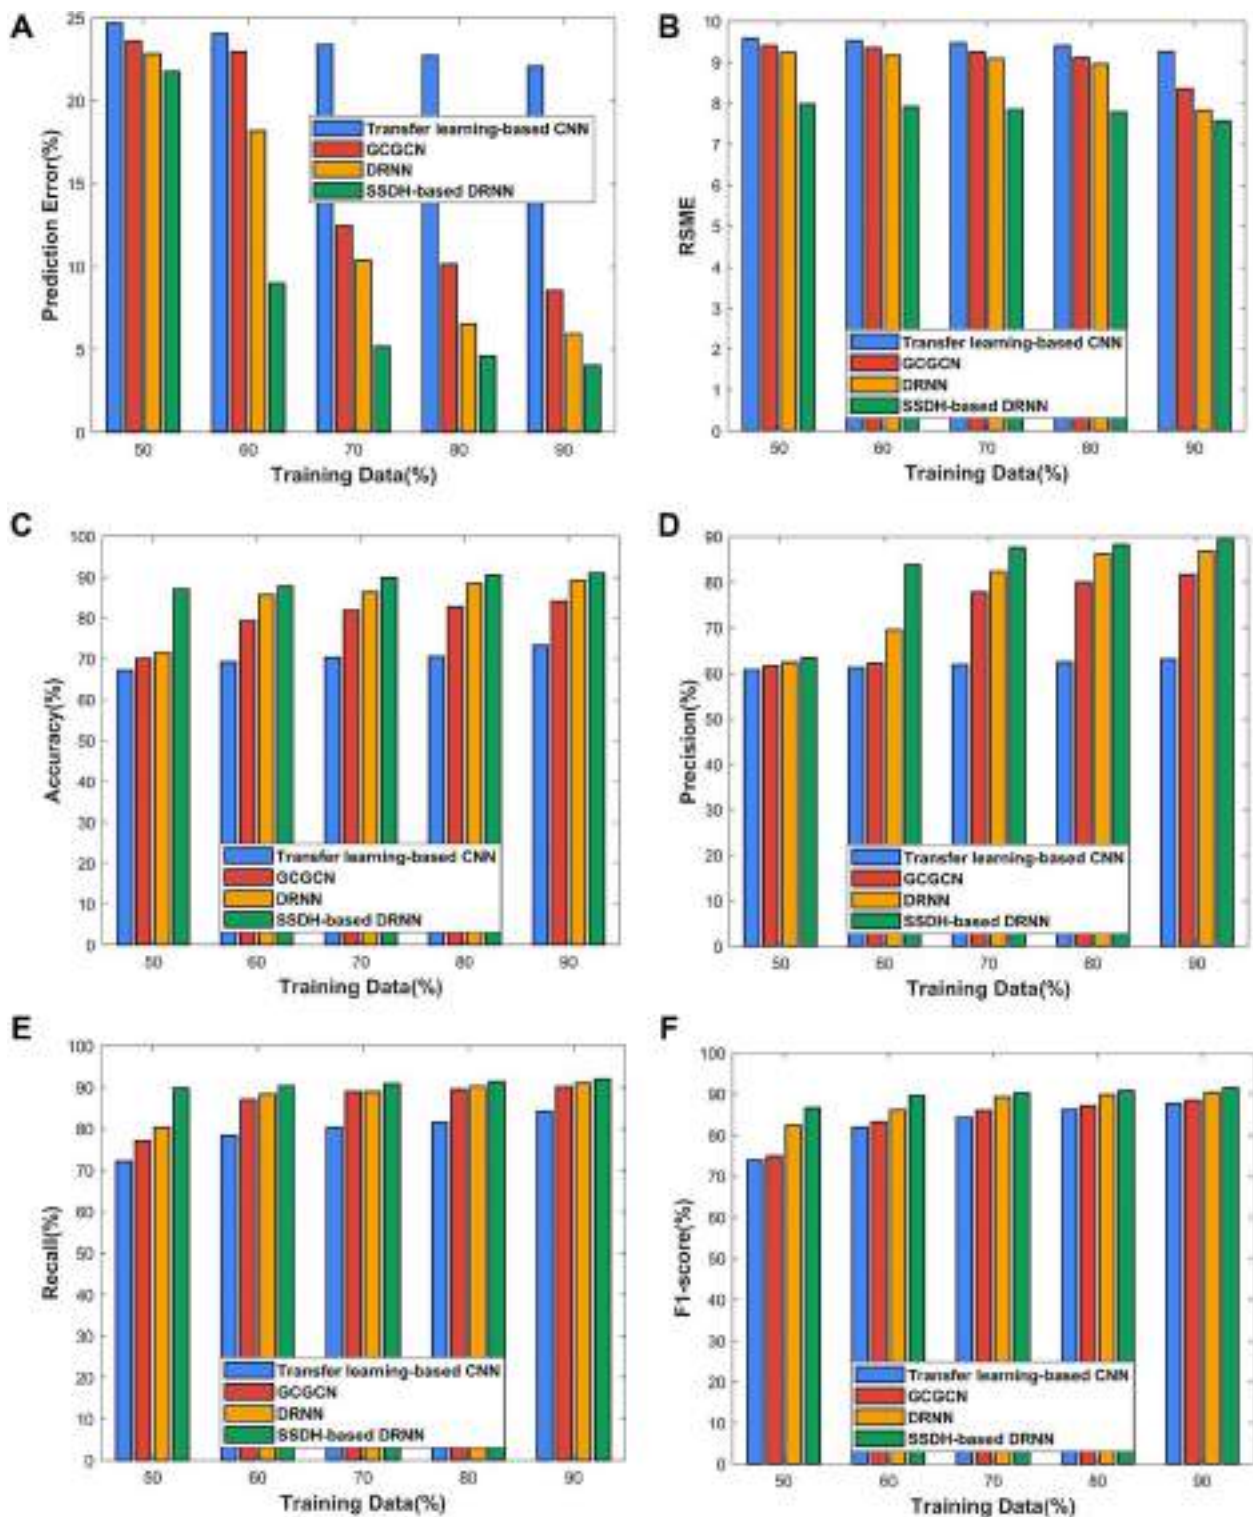 A
25
20
15
10
5
0
Prediction Error(%)
Transfer learning-based CNN
GCGCN
DRNN
SSDH-based DRNN
50 60 70 80 90
Training Data(%)
B
10
9
8
7
6
5
4
3
2
1
0
RSME
Transfer learning-based CNN
GCGCN
DRNN
SSDH-based DRNN
50 60 70 80 90
Training Data(%)
C
100
90
80
70
60
50
40
30
20
10
0
Accuracy(%)
Transfer learning-based CNN
GCGCN
DRNN
SSDH-based DRNN
50 60 70 80 90
Training Data(%)
D
90
80
70
60
50
40
30
20
10
0
Precision(%)
Transfer learning-based CNN
GCGCN
DRNN
SSDH-based DRNN
50 60 70 80 90
Training Data(%)
E
100
90
80
70
60
50
40
30
20
10
0
Recall(%)
Transfer learning-based CNN
GCGCN
DRNN
SSDH-based DRNN
50 60 70 80 90
Training Data(%)
F
100
90
80
70
60
50
40
30
20
10
0
F1-score(%)
Transfer learning-based CNN
GCGCN
DRNN
SSDH-based DRNN
50 60 70 80 90
Training Data(%)